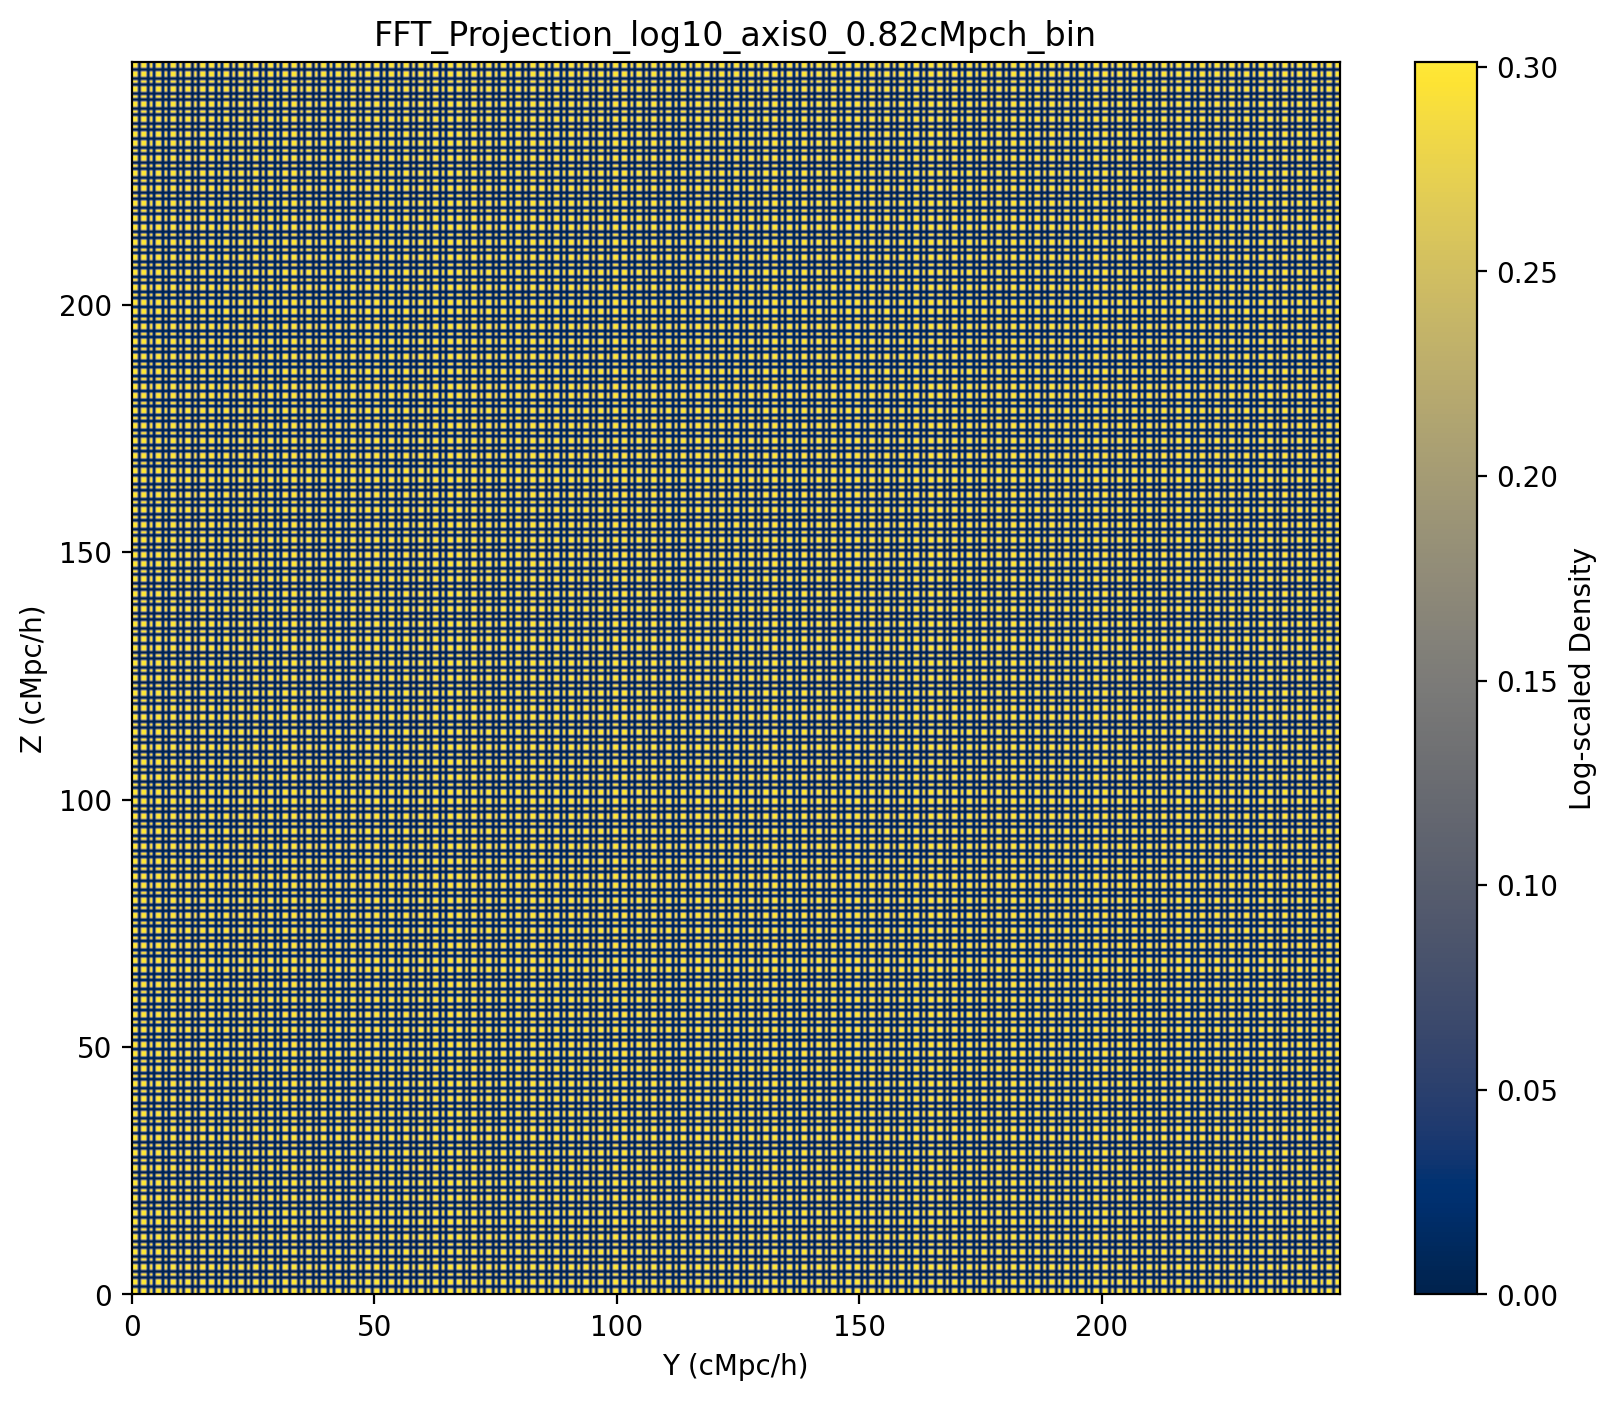 FFT_Projection_log10_axis0_0.82cMpch_bin
Z (cMpc/h)
200
150
100
50
0
0 50 100 150 200
Y (cMpc/h)
0.30
0.25
0.20
0.15
0.10
0.05
0.00
Log-scaled Density